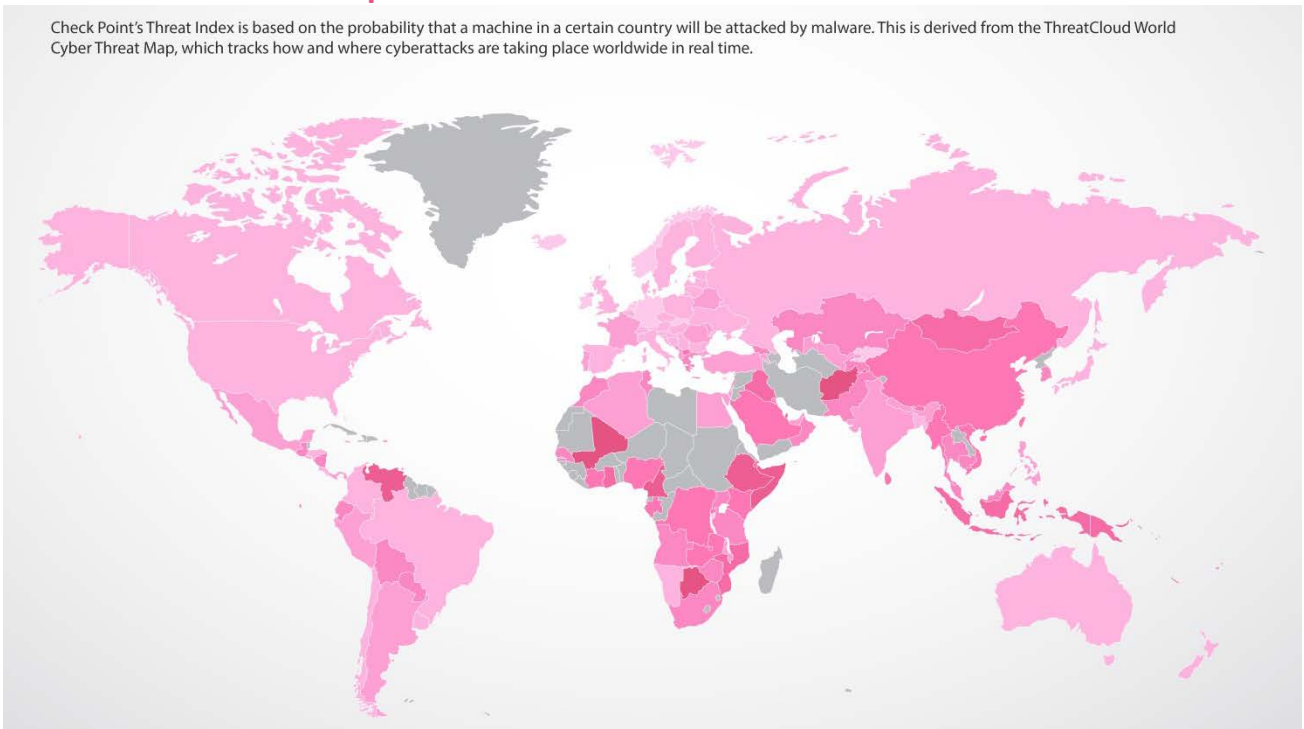 Check Point's Threat Index is based on the probability that a machine in a certain country will be attacked by malware. This is derived from the ThreatCloud World
Cyber Threat Map, which tracks how and where cyberattacks are taking place worldwide in real time.